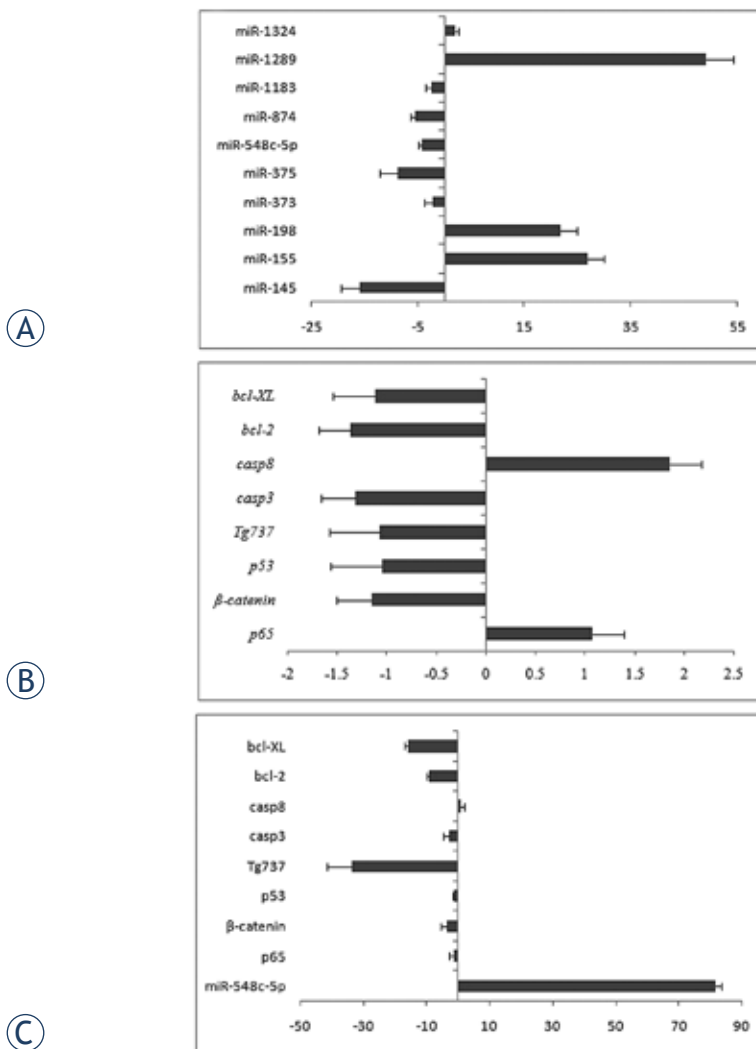 miR-1324
miR-1289
miR-1183
miR-874
miR-548c-5p
miR-375
miR-373
miR-198
miR-155
miR-145
-25 -5 15 35 55
A
bcl-XL
bcl-2
casp8
casp3
Tg737
p53
β-catenin
p65
-2 -1.5 -1 -0.5 0 0.5 1 1.5 2 2.5
B
bcl-XL
bcl-2
casp8
casp3
Tg737
p53
β-catenin
p65
miR-548c-5p
-50 -30 -10 10 30 50 70 90
C